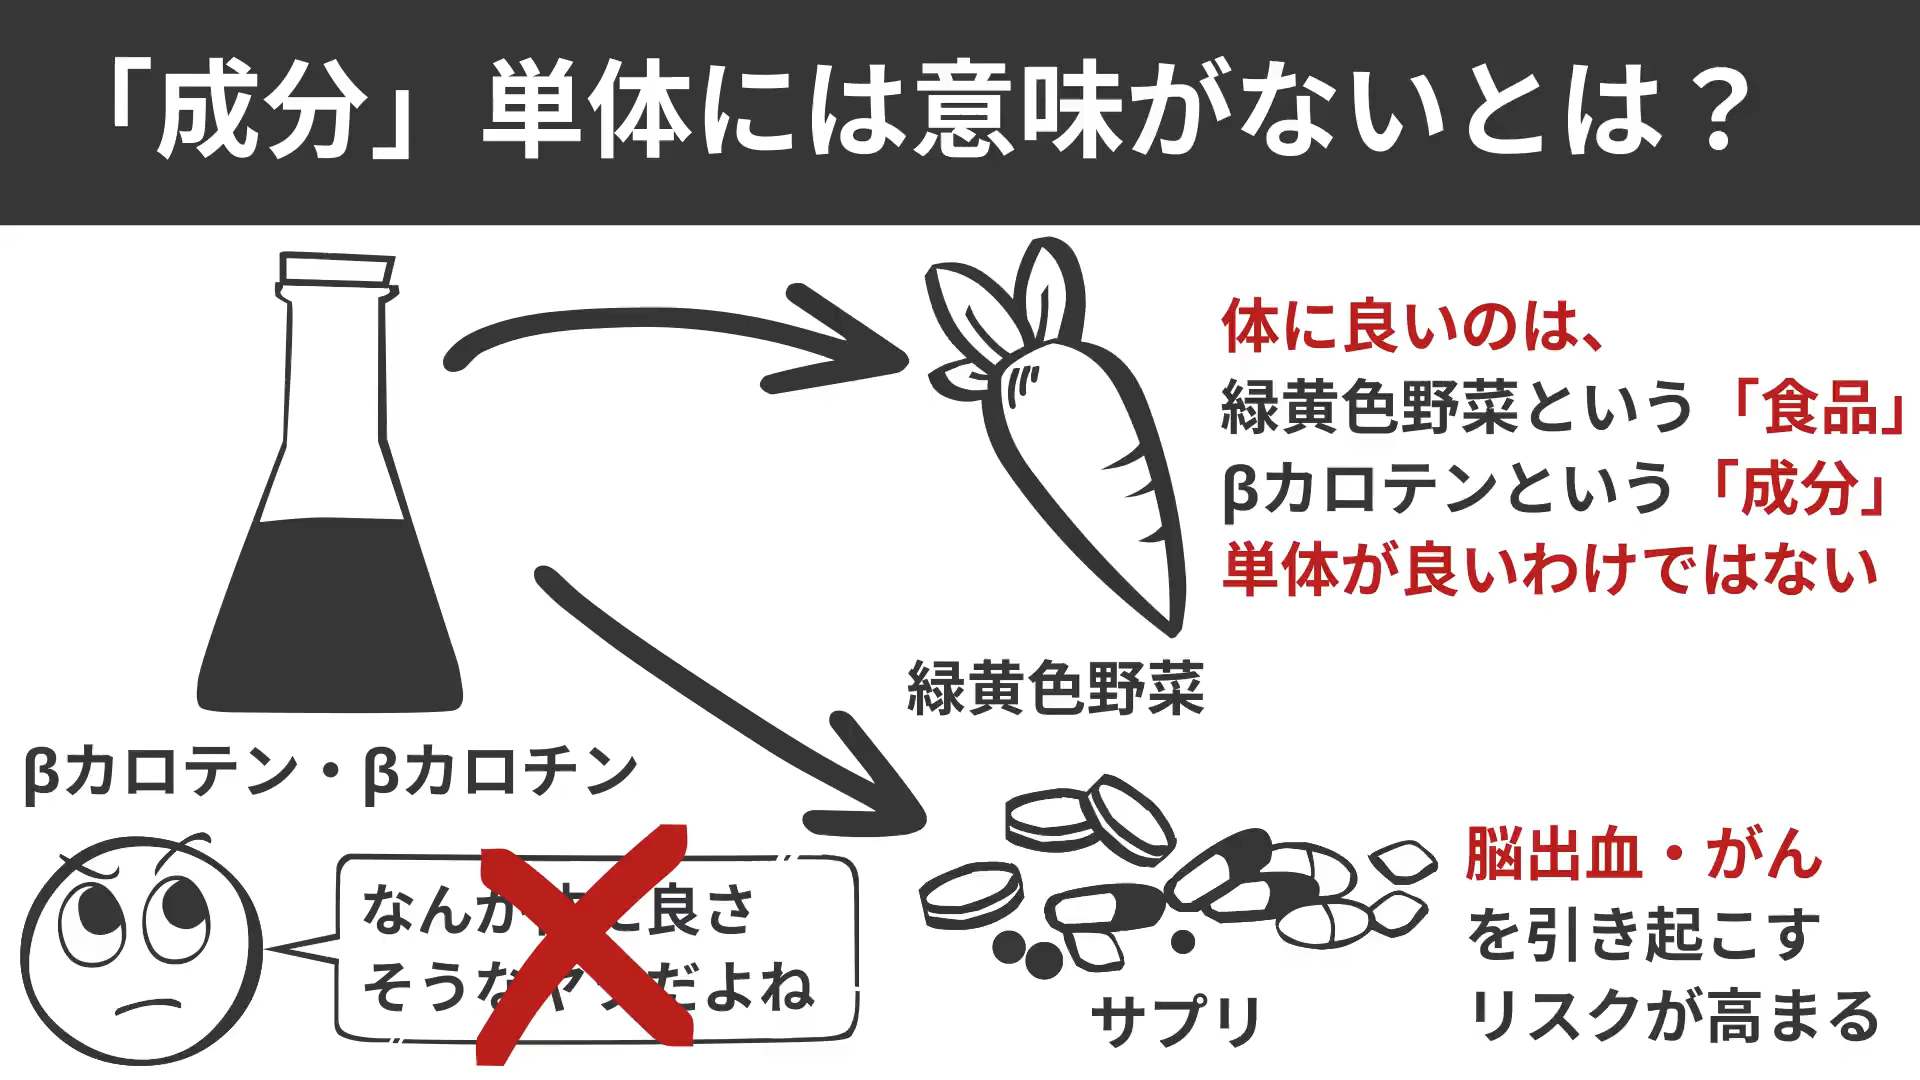 「成分」単体には意味がないとは？
体に良いのは、
緑黄色野菜という「食品」
βカロテンという「成分」
単体が良いわけではない
緑黄色野菜
βカロテン・βカロチン
なんか体に良さ
そうなヤツだよね
サプリ
脳出血・がん
を引き起こす
リスクが高まる